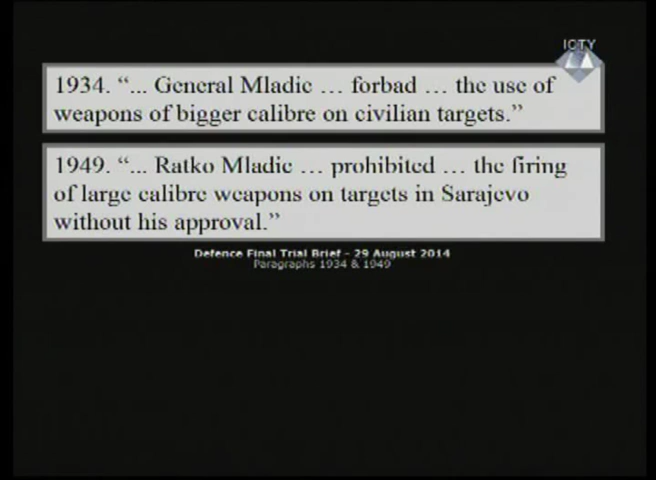 ICTY
1934. “... General Mladic ... forbad ... the use of
weapons of bigger calibre on civilian targets.”
1949. “... Ratko Mladic ... prohibited ... the firing
of large calibre weapons on targets in Sarajevo
without his approval.”
Defence Final Trial Brief – 29 August 2014
Paragraphs 1934 & 1949